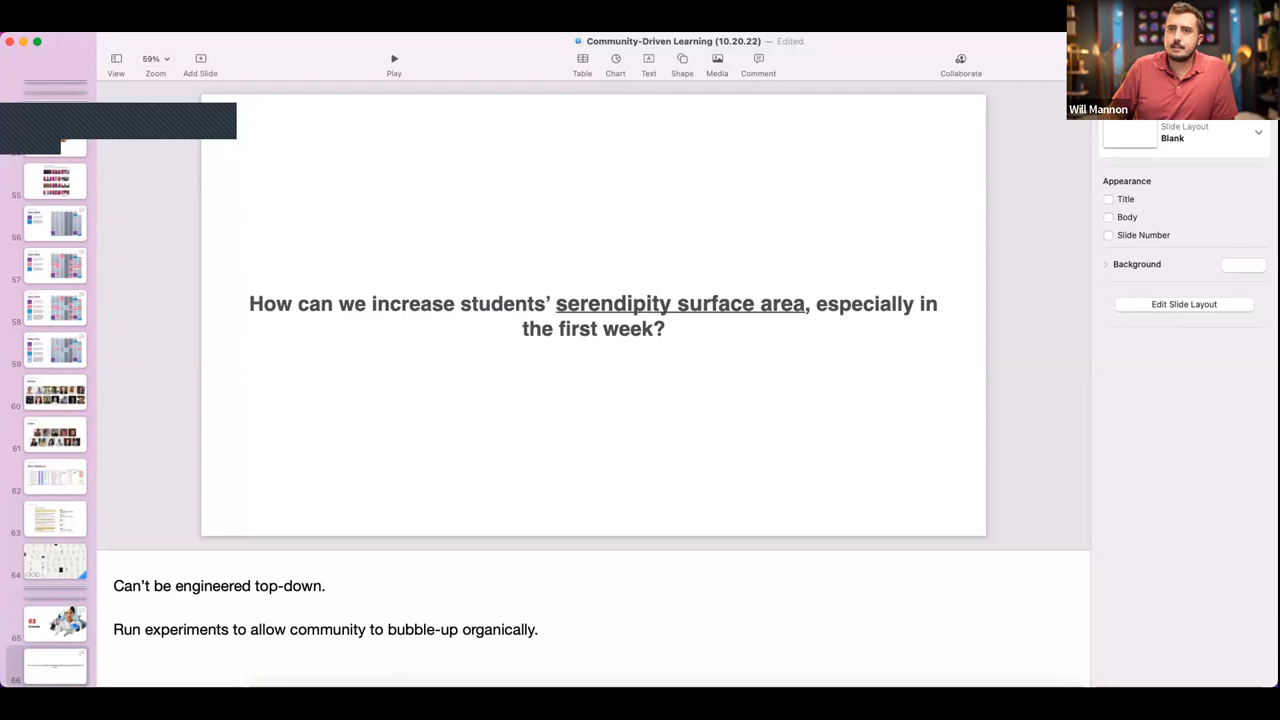 Community-Driven Learning (10.20.22) — Edited
59%
View Zoom Add Slide Play Table Chart Text Shape Media Comment Collaborate
Will Mannon
Slide Layout
Blank
Appearance
Title
Body
Slide Number
Background
Edit Slide Layout
55
56
57
58
59
60
61
62
63
64
03
65
66
How can we increase students’ serendipity surface area, especially in
the first week?
Can’t be engineered top-down.
Run experiments to allow community to bubble-up organically.